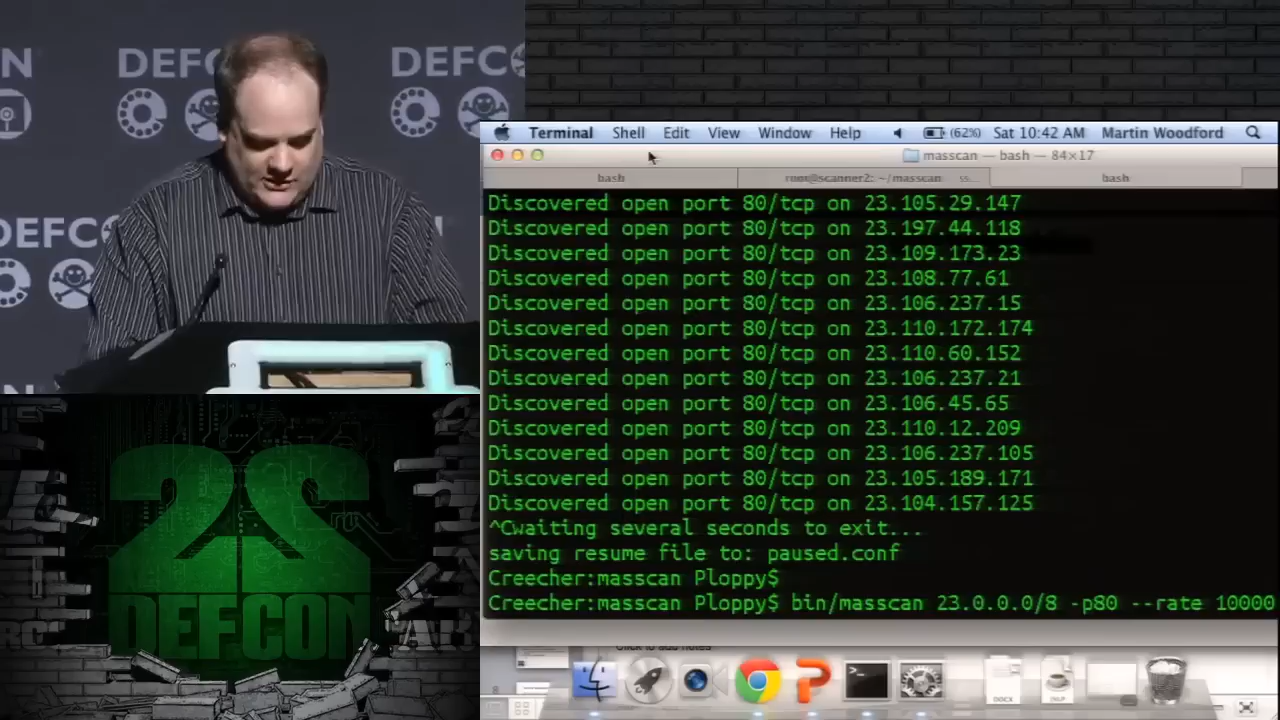 N
DEFCON
DEFC
DEFC
N
Terminal Shell Edit View Window Help (62%) Sat 10:42 AM Martin Woodford
masscan — bash — 84×17
bash
root@scanner2: ~/masscan
bash
Discovered open port 80/tcp on 23.105.29.147
Discovered open port 80/tcp on 23.197.44.118
Discovered open port 80/tcp on 23.109.173.23
Discovered open port 80/tcp on 23.108.77.61
Discovered open port 80/tcp on 23.106.237.15
Discovered open port 80/tcp on 23.110.172.174
Discovered open port 80/tcp on 23.110.60.152
Discovered open port 80/tcp on 23.106.237.21
Discovered open port 80/tcp on 23.106.45.65
Discovered open port 80/tcp on 23.110.12.209
Discovered open port 80/tcp on 23.106.237.105
Discovered open port 80/tcp on 23.105.189.171
Discovered open port 80/tcp on 23.104.157.125
^Cwaiting several seconds to exit...
saving resume file to: paused.conf
Creecher:masscan Ploppy$
Creecher:masscan Ploppy$ bin/masscan 23.0.0.0/8 -p80 --rate 10000
Click to add notes
22
DEFCON